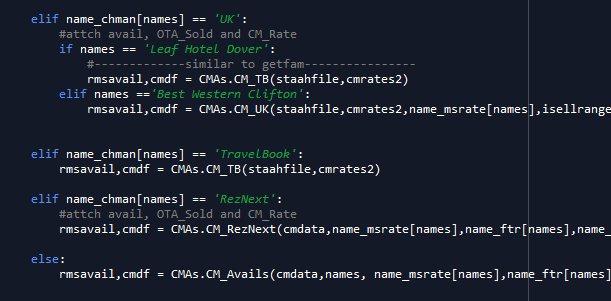 elif name_chman[names] == 'UK':
#attch avail, OTA_Sold and CM_Rate
if names == 'Leaf Hotel Dover':
#-------------similar to getfam----------------
rmsavail,cmdf = CMAs.CM_TB(staahfile,cmrates2)
elif names =='Best Western Clifton':
rmsavail,cmdf = CMAs.CM_UK(staahfile,cmrates2,name_msrate[names],isellrange
elif name_chman[names] == 'TravelBook':
rmsavail,cmdf = CMAs.CM_TB(staahfile,cmrates2)
elif name_chman[names] == 'RezNext':
#attch avail, OTA_Sold and CM_Rate
rmsavail,cmdf = CMAs.CM_RezNext(cmdata,name_msrate[names],name_ftr[names],name_
else:
rmsavail,cmdf = CMAs.CM_Avails(cmdata,names, name_msrate[names],name_ftr[names]